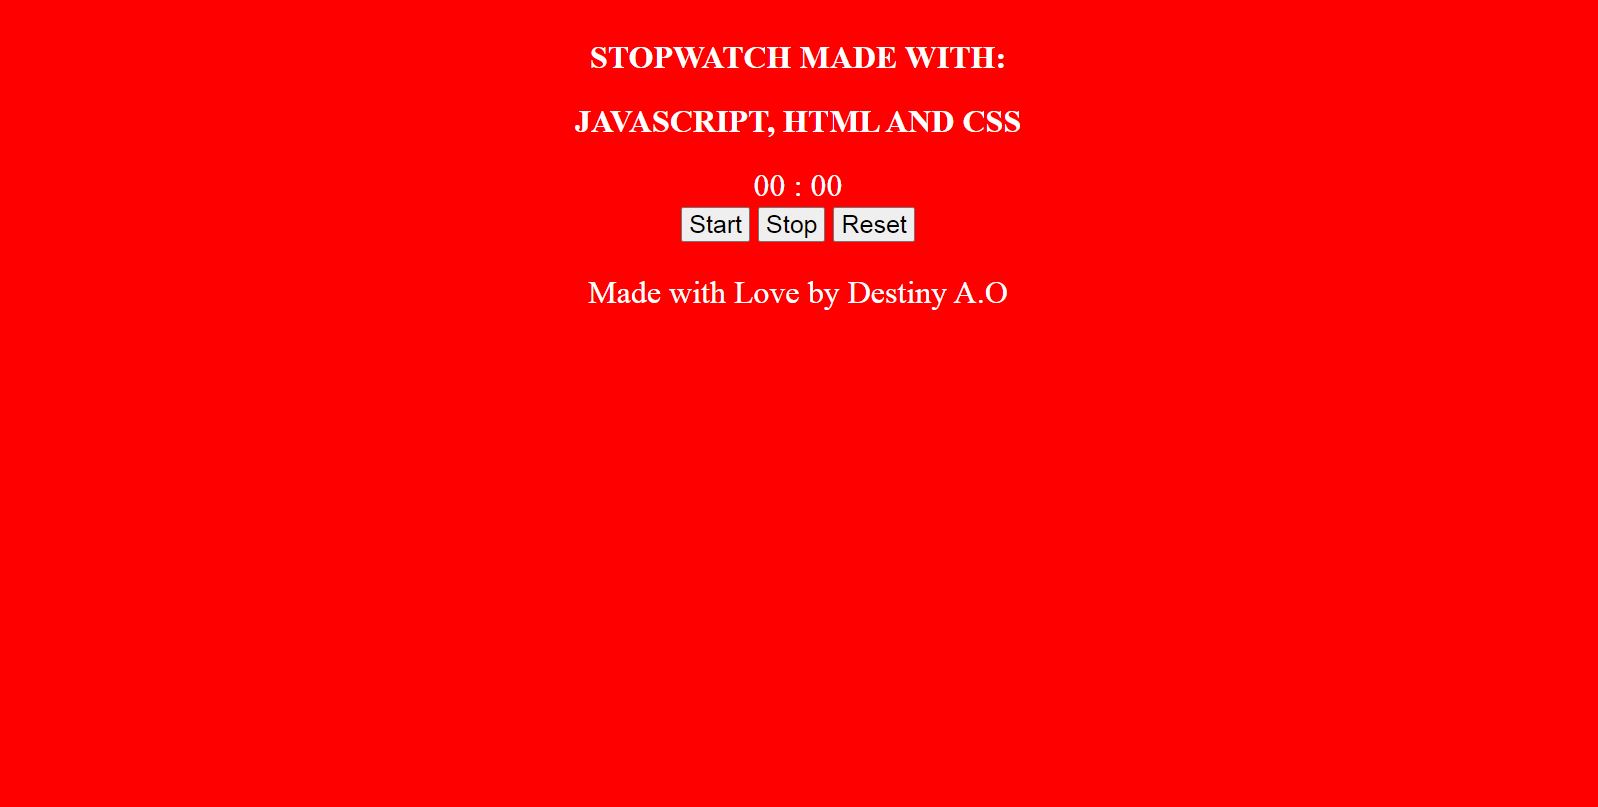 STOPWATCH MADE WITH:
JAVASCRIPT, HTML AND CSS
00 : 00
Start Stop Reset
Made with Love by Destiny A.O